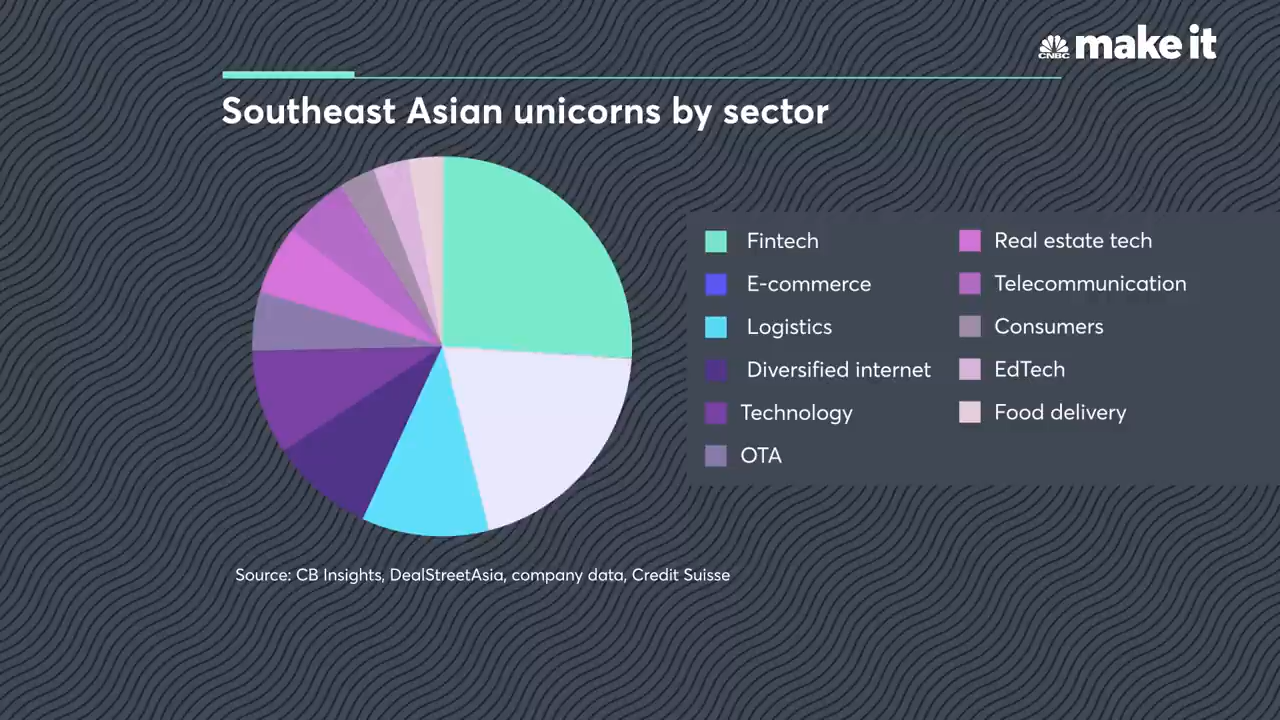 CNBC make it
Southeast Asian unicorns by sector
Fintech
E-commerce
Logistics
Diversified internet
Technology
OTA
Real estate tech
Telecommunication
Consumers
EdTech
Food delivery
Source: CB Insights, DealStreetAsia, company data, Credit Suisse